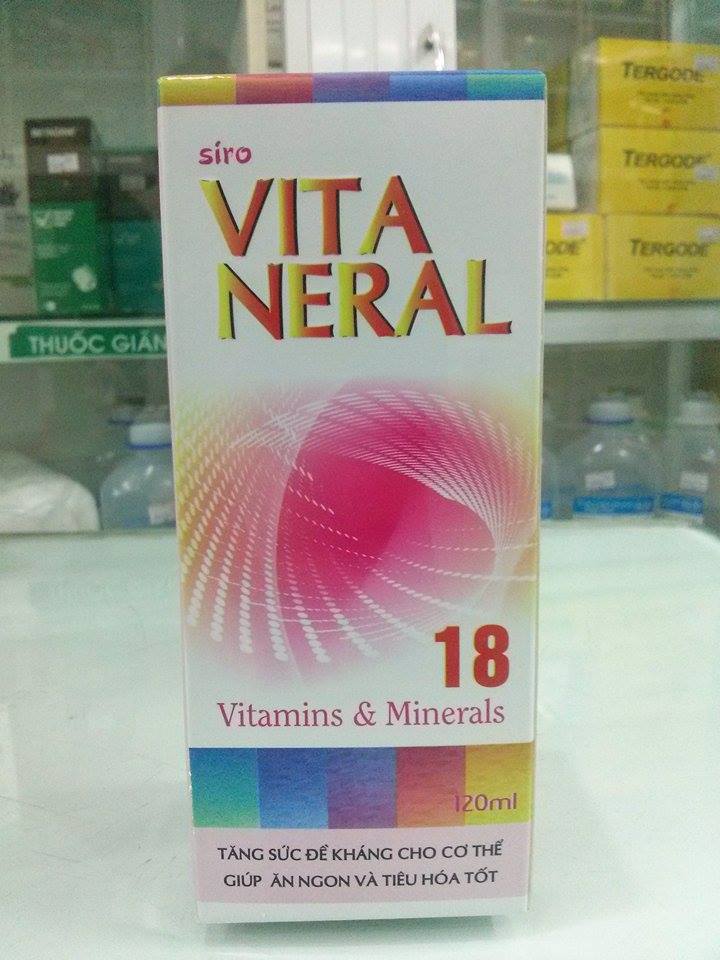 siro
VITA
NERAL
18
Vitamins & Minerals
120ml
TĂNG SỨC ĐỀ KHÁNG CHO CƠ THỂ
GIÚP ĂN NGON VÀ TIÊU HÓA TỐT
THUỐC GIÃN
TERGODE
TERGODE
TERGODE